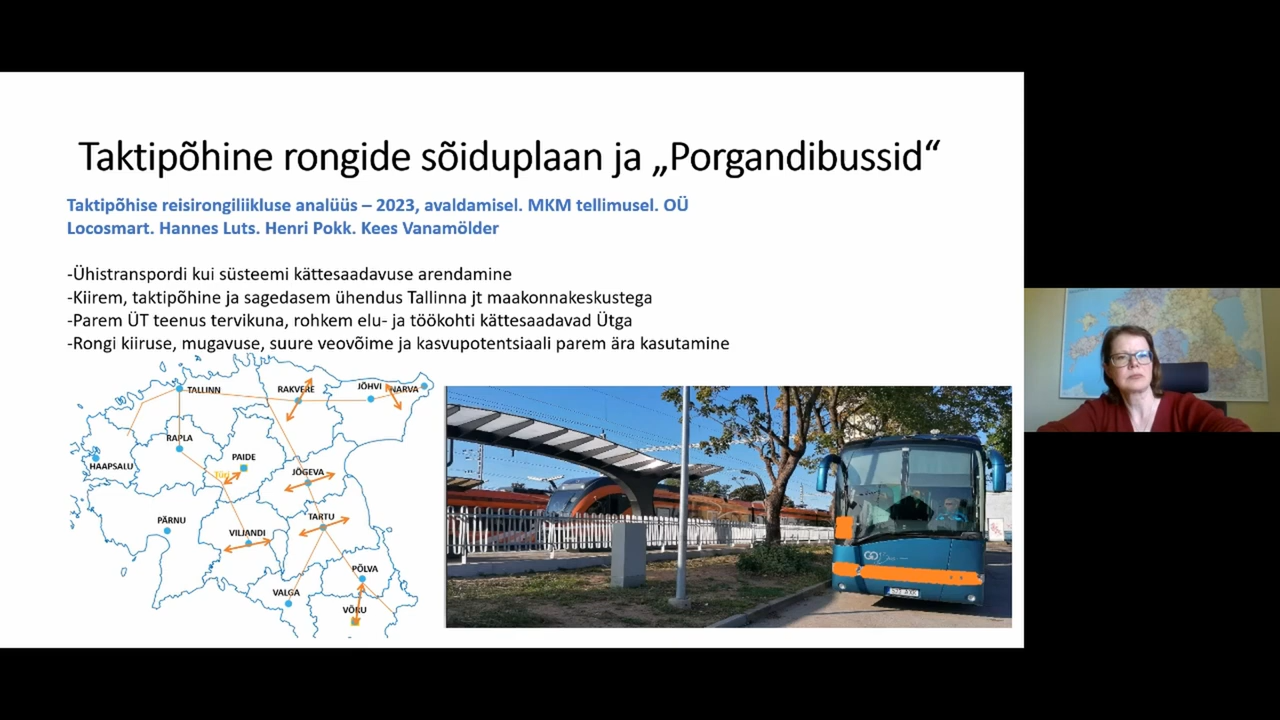 Taktipõhine rongide sõiduplaan ja „Porgandibussid“
Taktipõhise reisirongiliikluse analüüs – 2023, avaldamisel. MKM tellimusel. OÜ
Locosmart. Hannes Luts. Henri Pokk. Kees Vanamölder
-Ühistranspordi kui süsteemi kättesaadavuse arendamine
-Kiirem, taktipõhine ja sagedasem ühendus Tallinna jt maakonnakeskustega
-Parem ÜT teenus tervikuna, rohkem elu- ja töökohti kättesaadavad Ütga
-Rongi kiiruse, mugavuse, suure veovõime ja kasvupotentsiaali parem ära kasutamine
TALLINN
RAKVERE
JÕHVI
NARVA
RAPLA
PAIDE
HAAPSALU
Türi
JÕGEVA
PÄRNU
TARTU
VILJANDI
PÕLVA
VALGA
VÕRU
GO